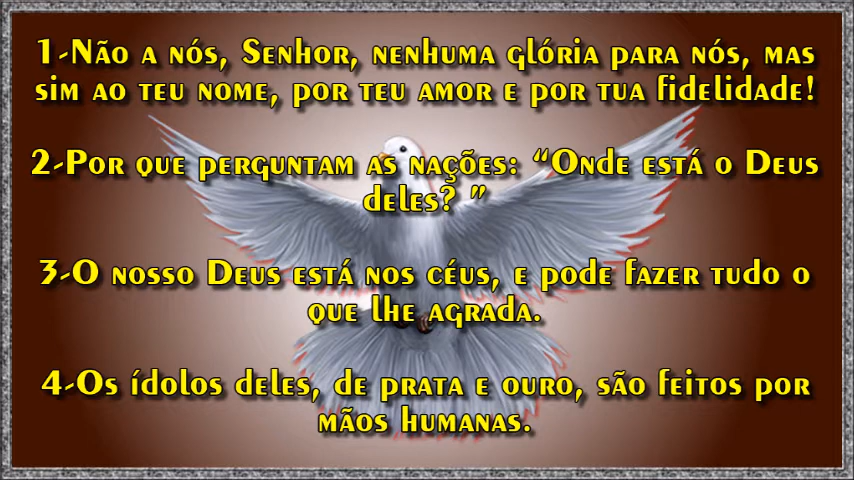 1-Não a nós, Senhor, nenhuma glória para nós, mas
sim ao teu nome, por teu amor e por tua fidelidade!
2-Por que perguntam as nações: “Onde está o Deus
deles? ”
3-O nosso Deus está nos céus, e pode fazer tudo o
que lhe agrada.
4-Os ídolos deles, de prata e ouro, são feitos por
mãos humanas.